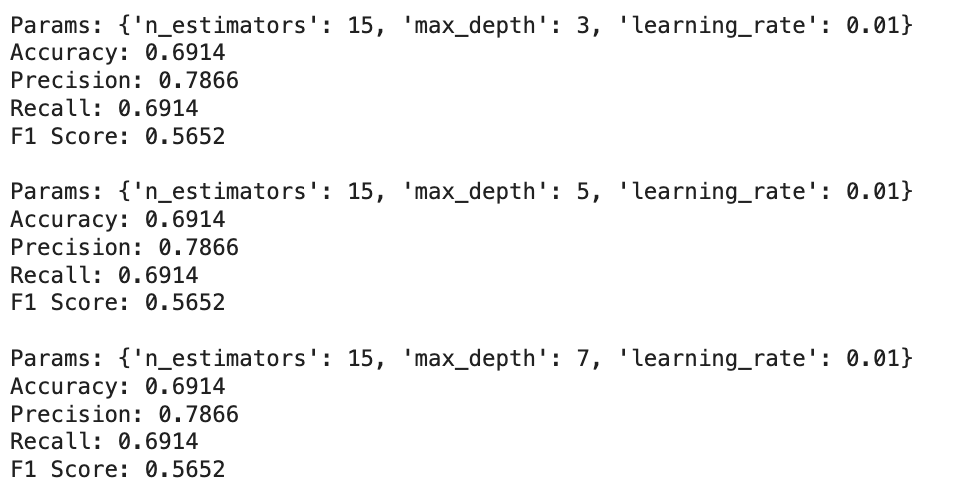 Params: {'n_estimators': 15, 'max_depth': 3, 'learning_rate': 0.01}
Accuracy: 0.6914
Precision: 0.7866
Recall: 0.6914
F1 Score: 0.5652

Params: {'n_estimators': 15, 'max_depth': 5, 'learning_rate': 0.01}
Accuracy: 0.6914
Precision: 0.7866
Recall: 0.6914
F1 Score: 0.5652

Params: {'n_estimators': 15, 'max_depth': 7, 'learning_rate': 0.01}
Accuracy: 0.6914
Precision: 0.7866
Recall: 0.6914
F1 Score: 0.5652